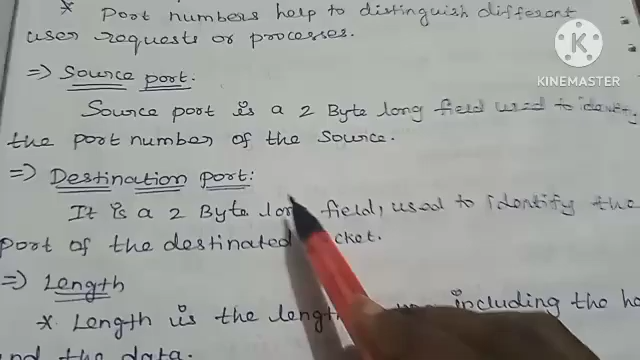 * Port numbers help to distinguish different
user requests or processes.
K
KINEMASTER
=> Source port.
Source port is a 2 Byte long field used to identify
the port number of the source.
=> Destination port:
It is a 2 Byte long field, used to identify the
port of the destinated
=> Length
* Length is the length including the
and the data.